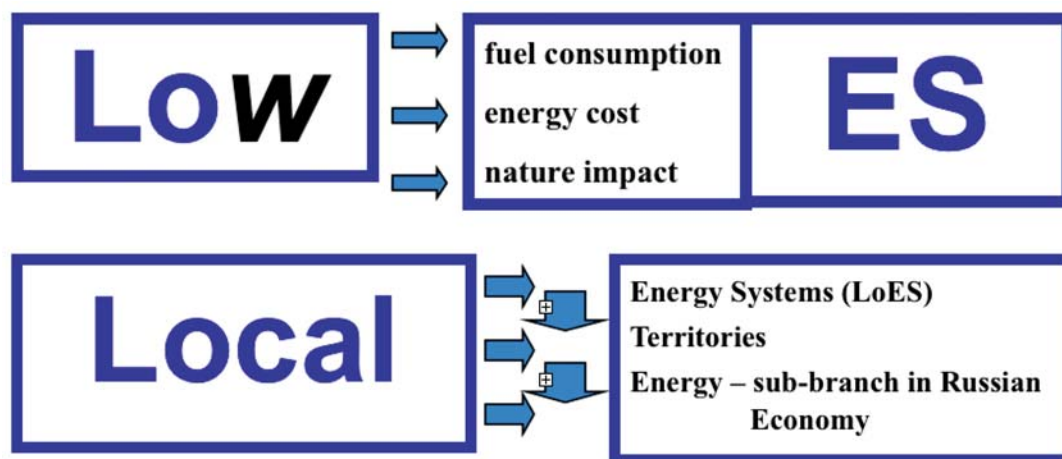 Low
fuel consumption
energy cost
nature impact
ES
Local
Energy Systems (LoES)
Territories
Energy – sub-branch in Russian
Economy